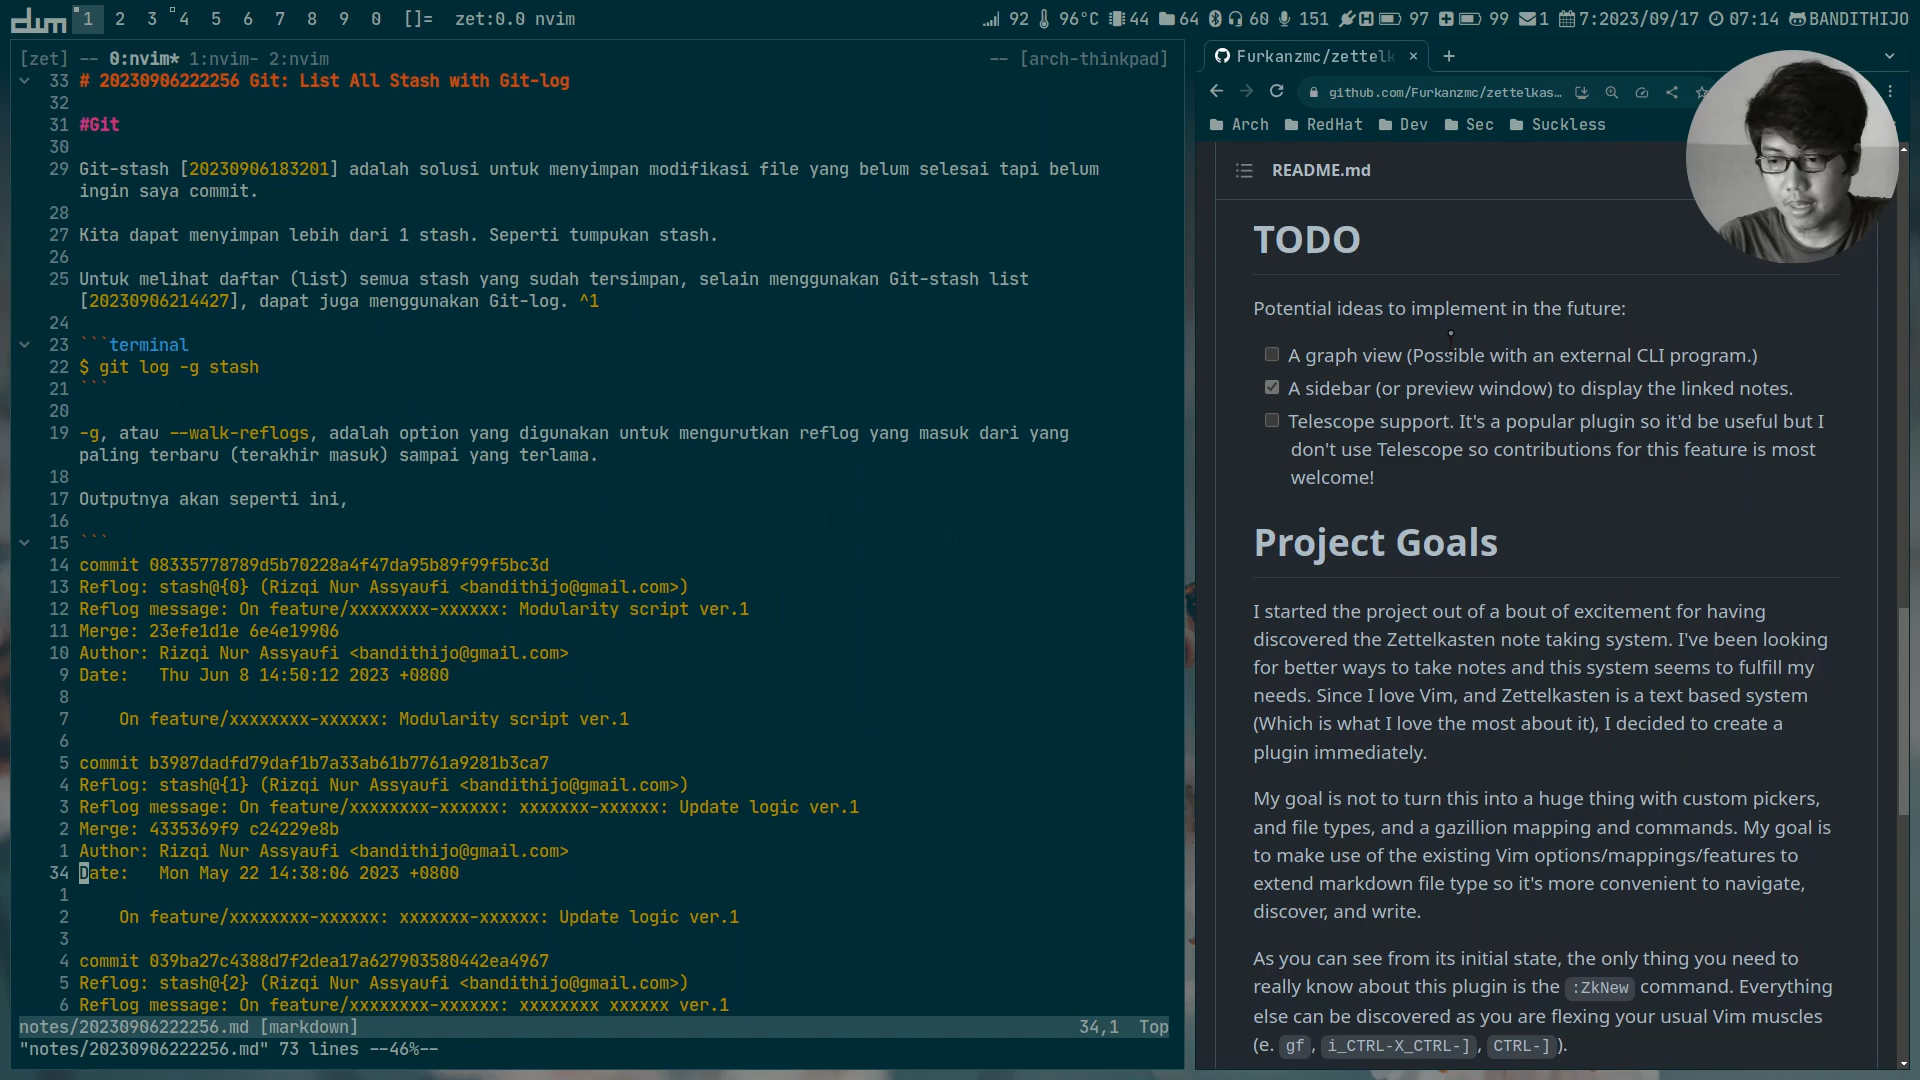 dwm 1 2 3 4 5 6 7 8 9 0 []= zet:0.0 nvim 92 96°C 44 64 60 151 97 99 1 7:2023/09/17 07:14 BANDITHIJO
[zet] -- 0:nvim* 1:nvim- 2:nvim -- [arch-thinkpad]
33 # 20230906222256 Git: List All Stash with Git-log
32
31 #Git
30
29 Git-stash [20230906183201] adalah solusi untuk menyimpan modifikasi file yang belum selesai tapi belum
ingin saya commit.
28
27 Kita dapat menyimpan lebih dari 1 stash. Seperti tumpukan stash.
26
25 Untuk melihat daftar (list) semua stash yang sudah tersimpan, selain menggunakan Git-stash list
[20230906214427], dapat juga menggunakan Git-log. ^1
24
23 ```terminal
22 $ git log -g stash
21 ```
20
19 -g, atau --walk-reflogs, adalah option yang digunakan untuk mengurutkan reflog yang masuk dari yang
paling terbaru (terakhir masuk) sampai yang terlama.
18
17 Outputnya akan seperti ini,
16
15 ```
14 commit 08335778789d5b70228a4f47da95b89f99f5bc3d
13 Reflog: stash@{0} (Rizqi Nur Assyaufi <bandithijo@gmail.com>)
12 Reflog message: On feature/xxxxxxxx-xxxxxx: Modularity script ver.1
11 Merge: 23efe1d1e 6e4e19906
10 Author: Rizqi Nur Assyaufi <bandithijo@gmail.com>
9 Date:   Thu Jun 8 14:50:12 2023 +0800
8
7     On feature/xxxxxxxx-xxxxxx: Modularity script ver.1
6
5 commit b3987dadfd79daf1b7a33ab61b7761a9281b3ca7
4 Reflog: stash@{1} (Rizqi Nur Assyaufi <bandithijo@gmail.com>)
3 Reflog message: On feature/xxxxxxxx-xxxxxx: xxxxxxx-xxxxxx: Update logic ver.1
2 Merge: 4335369f9 c24229e8b
1 Author: Rizqi Nur Assyaufi <bandithijo@gmail.com>
34 Date:   Mon May 22 14:38:06 2023 +0800
1
2     On feature/xxxxxxxx-xxxxxx: xxxxxxx-xxxxxx: Update logic ver.1
3
4 commit 039ba27c4388d7f2dea17a627903580442ea4967
5 Reflog: stash@{2} (Rizqi Nur Assyaufi <bandithijo@gmail.com>)
6 Reflog message: On feature/xxxxxxxx-xxxxxx: xxxxxxxx xxxxxx ver.1
notes/20230906222256.md [markdown] 34,1 Top
"notes/20230906222256.md" 73 lines --46%--
Furkanzmc/zettelk
github.com/Furkanzmc/zettelkas...
Arch RedHat Dev Sec Suckless
README.md
TODO
Potential ideas to implement in the future:
A graph view (Possible with an external CLI program.)
A sidebar (or preview window) to display the linked notes.
Telescope support. It's a popular plugin so it'd be useful but I
don't use Telescope so contributions for this feature is most
welcome!
Project Goals
I started the project out of a bout of excitement for having
discovered the Zettelkasten note taking system. I've been looking
for better ways to take notes and this system seems to fulfill my
needs. Since I love Vim, and Zettelkasten is a text based system
(Which is what I love the most about it), I decided to create a
plugin immediately.
My goal is not to turn this into a huge thing with custom pickers,
and file types, and a gazillion mapping and commands. My goal is
to make use of the existing Vim options/mappings/features to
extend markdown file type so it's more convenient to navigate,
discover, and write.
As you can see from its initial state, the only thing you need to
really know about this plugin is the :ZkNew command. Everything
else can be discovered as you are flexing your usual Vim muscles
(e. gf, i_CTRL-X_CTRL-], CTRL-]).